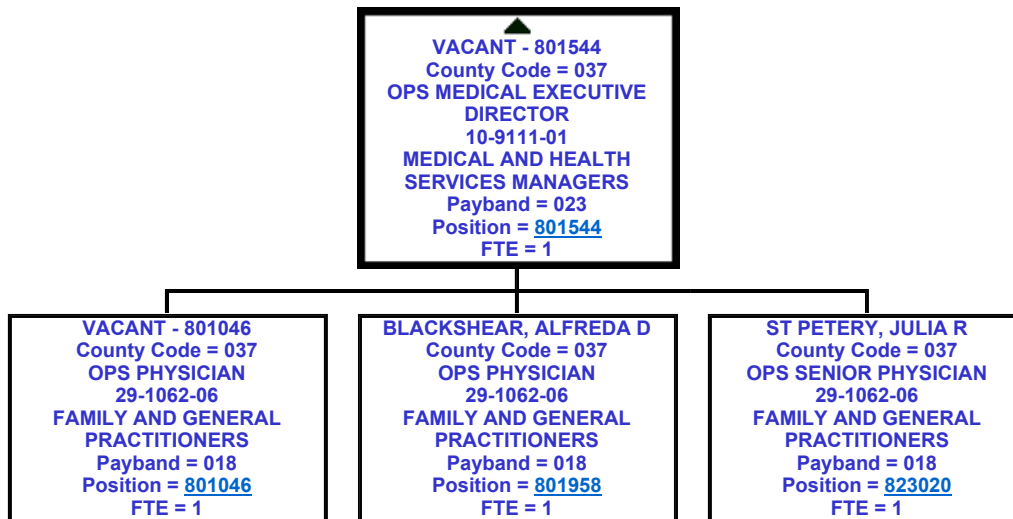 VACANT - 801544
County Code = 037
OPS MEDICAL EXECUTIVE
DIRECTOR
10-9111-01
MEDICAL AND HEALTH
SERVICES MANAGERS
Payband = 023
Position = 801544
FTE = 1
VACANT - 801046
County Code = 037
OPS PHYSICIAN
29-1062-06
FAMILY AND GENERAL
PRACTITIONERS
Payband = 018
Position = 801046
FTE = 1
BLACKSHEAR, ALFREDA D
County Code = 037
OPS PHYSICIAN
29-1062-06
FAMILY AND GENERAL
PRACTITIONERS
Payband = 018
Position = 801958
FTE = 1
ST PETERY, JULIA R
County Code = 037
OPS SENIOR PHYSICIAN
29-1062-06
FAMILY AND GENERAL
PRACTITIONERS
Payband = 018
Position = 823020
FTE = 1